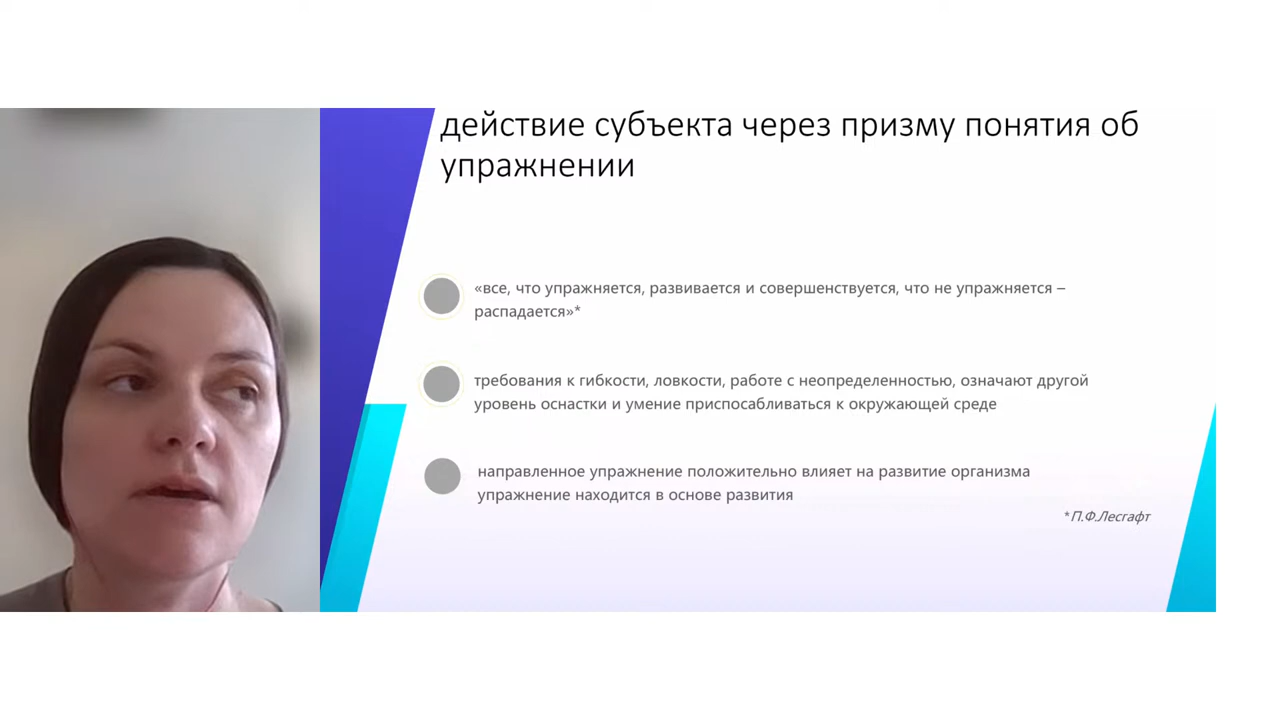 действие субъекта через призму понятия об
упражнении
«все, что упражняется, развивается и совершенствуется, что не упражняется –
распадается»*
требования к гибкости, ловкости, работе с неопределенностью, означают другой
уровень оснастки и умение приспосабливаться к окружающей среде
направленное упражнение положительно влияет на развитие организма
упражнение находится в основе развития
*П.Ф.Лесгафт